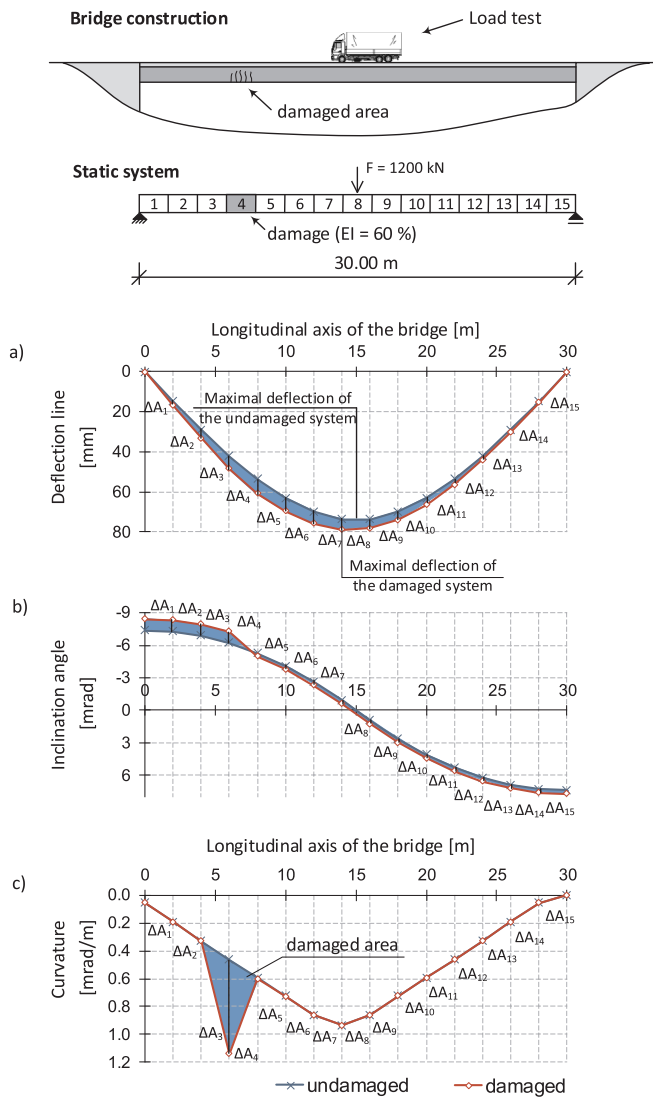 Bridge construction
Load test
damaged area
Static system
F = 1200 kN
1 2 3 4 5 6 7 8 9 10 11 12 13 14 15
damage (EI = 60 %)
30.00 m
Longitudinal axis of the bridge [m]
a)
0 5 10 15 20 25 30
Deflection line
[mm]
0
20
40
60
80
Maximal deflection of
the undamaged system
ΔA₁
ΔA₂
ΔA₃
ΔA₄
ΔA₅
ΔA₆
ΔA₇
ΔA₈
ΔA₉
ΔA₁₀
ΔA₁₁
ΔA₁₂
ΔA₁₃
ΔA₁₄
ΔA₁₅
Maximal deflection of
the damaged system
b)
Inclination angle
[mrad]
-9
-6
-3
0
3
6
0 5 10 15 20 25 30
ΔA₁
ΔA₂
ΔA₃
ΔA₄
ΔA₅
ΔA₆
ΔA₇
ΔA₈
ΔA₉
ΔA₁₀
ΔA₁₁
ΔA₁₂
ΔA₁₃
ΔA₁₄
ΔA₁₅
Longitudinal axis of the bridge [m]
c)
0 5 10 15 20 25 30
Curvature
[mrad/m]
0.0
0.2
0.4
0.6
0.8
1.0
1.2
damaged area
ΔA₁
ΔA₂
ΔA₃
ΔA₄
ΔA₅
ΔA₆
ΔA₇
ΔA₈
ΔA₉
ΔA₁₀
ΔA₁₁
ΔA₁₂
ΔA₁₃
ΔA₁₄
ΔA₁₅
undamaged
damaged